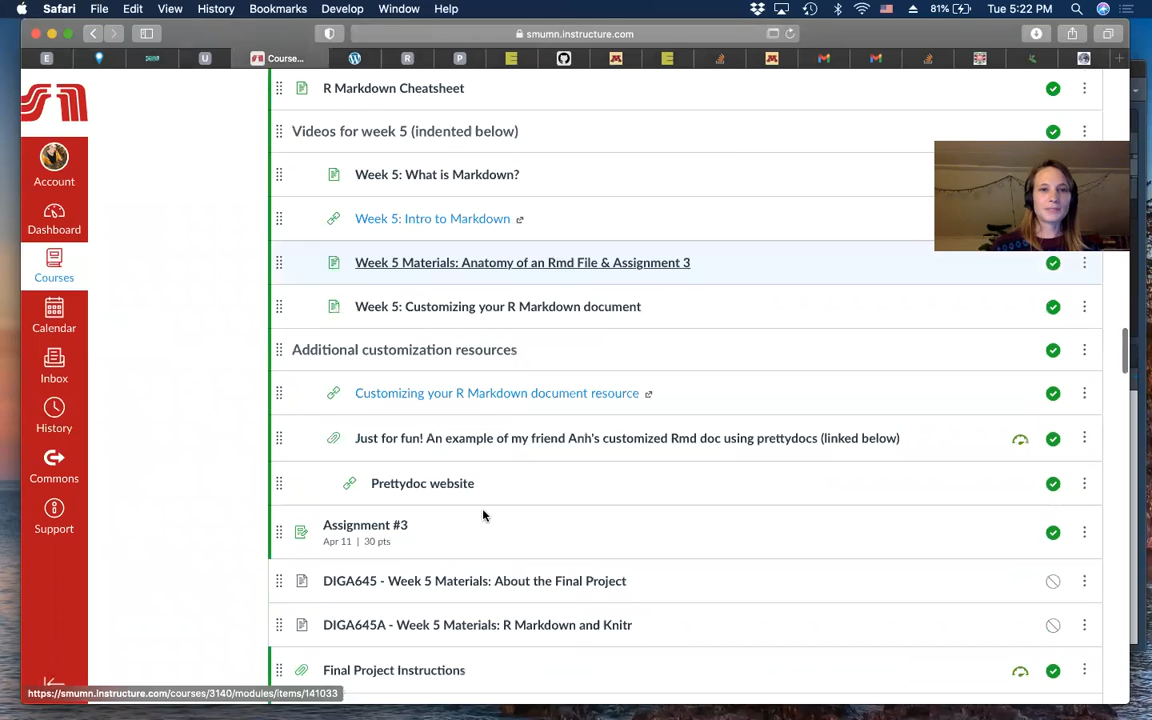 Safari File Edit View History Bookmarks Develop Window Help 81% Tue 5:22 PM
smumn.instructure.com
E U Course... R P
R Markdown Cheatsheet
Videos for week 5 (indented below)
Account
Week 5: What is Markdown?
Dashboard
Week 5: Intro to Markdown
Courses
Week 5 Materials: Anatomy of an Rmd File & Assignment 3
Calendar
Week 5: Customizing your R Markdown document
Inbox
Additional customization resources
History
Customizing your R Markdown document resource
Just for fun! An example of my friend Anh's customized Rmd doc using prettydocs (linked below)
Commons
Prettydoc website
Support
Assignment #3
Apr 11 | 30 pts
DIGA645 - Week 5 Materials: About the Final Project
DIGA645A - Week 5 Materials: R Markdown and Knitr
Final Project Instructions
https://smumn.instructure.com/courses/3140/modules/items/141033